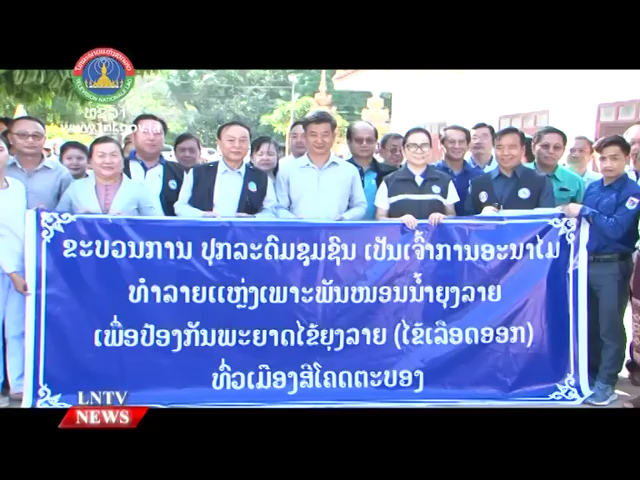 ຂະບວນການ ປຸກລະດົມຊຸມຊົນ ເປັນເຈົ້າການອະນາໄມ
ທຳລາຍແຫຼ່ງເພາະພັນໜອນນ້ຳຍຸງລາຍ
ເພື່ອປ້ອງກັນພະຍາດໄຂ້ຍຸງລາຍ (ໄຂ້ເລືອດອອກ)
ທົ່ວເມືອງສີໂຄດຕະບອງ
LNTV
NEWS